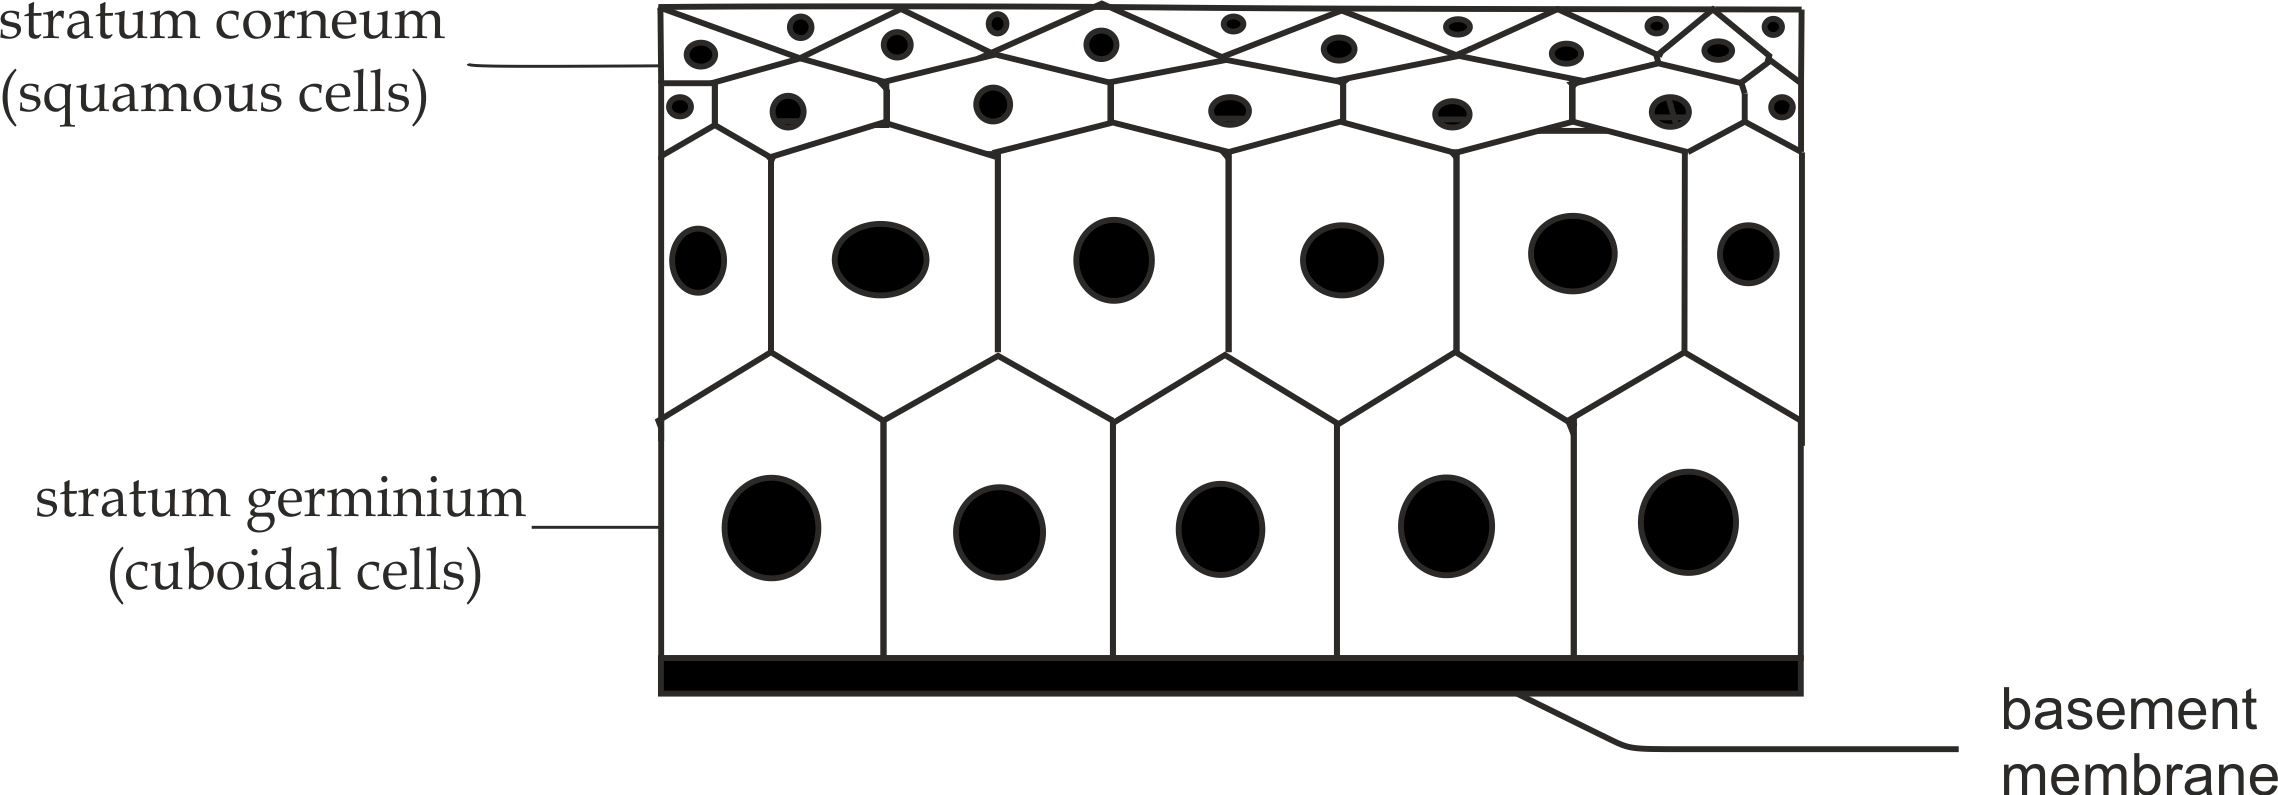 stratum corneum
(squamous cells)
stratum germinium
(cuboidal cells)
basement
membrane